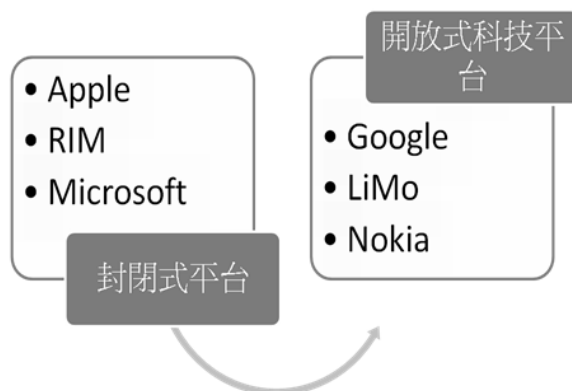 • Apple
• RIM
• Microsoft
封閉式平台
開放式科技平
台
• Google
• LiMo
• Nokia